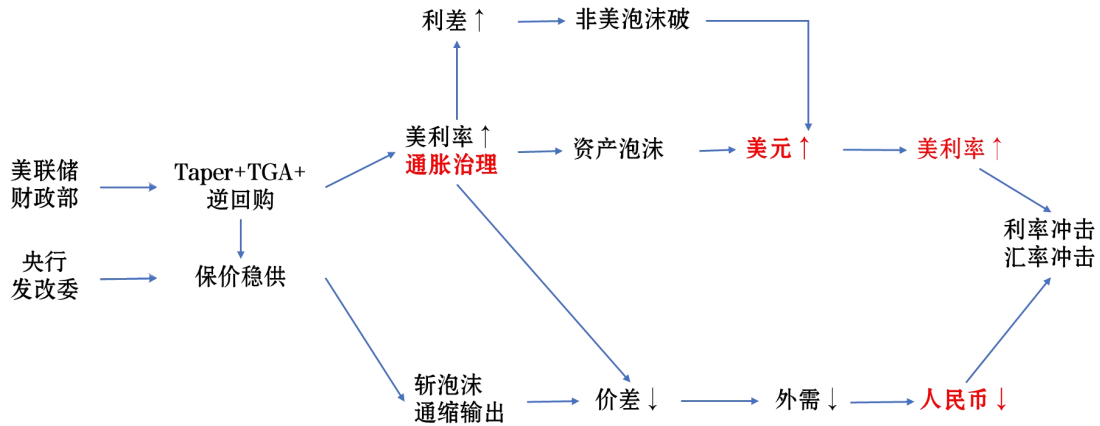 利差↑
非美泡沫破
美利率↑
通胀治理
资产泡沫
美元↑
美利率↑
美联储
财政部
Taper+TGA+
逆回购
利率冲击
汇率冲击
央行
发改委
保价稳供
斩泡沫
通缩输出
价差↓
外需↓
人民币↓